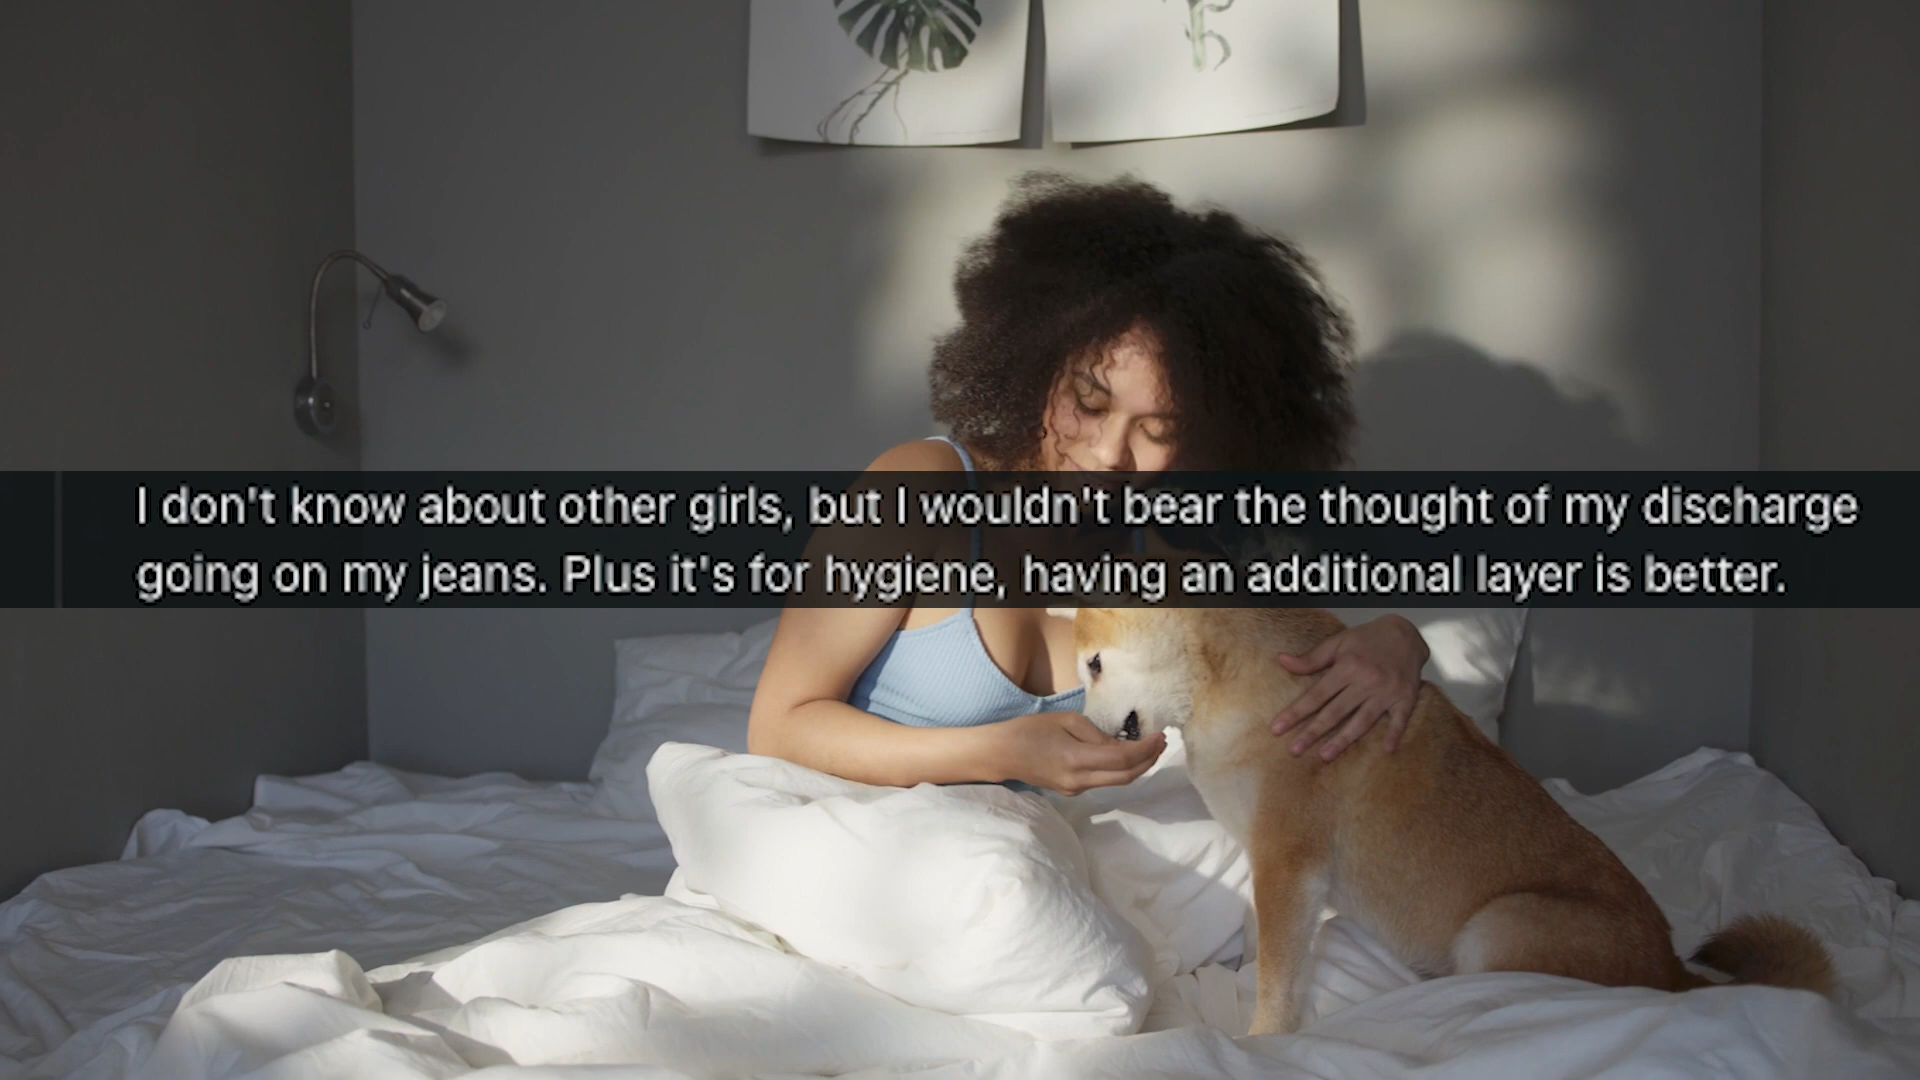 I don't know about other girls, but I wouldn't bear the thought of my discharge
going on my jeans. Plus it's for hygiene, having an additional layer is better.